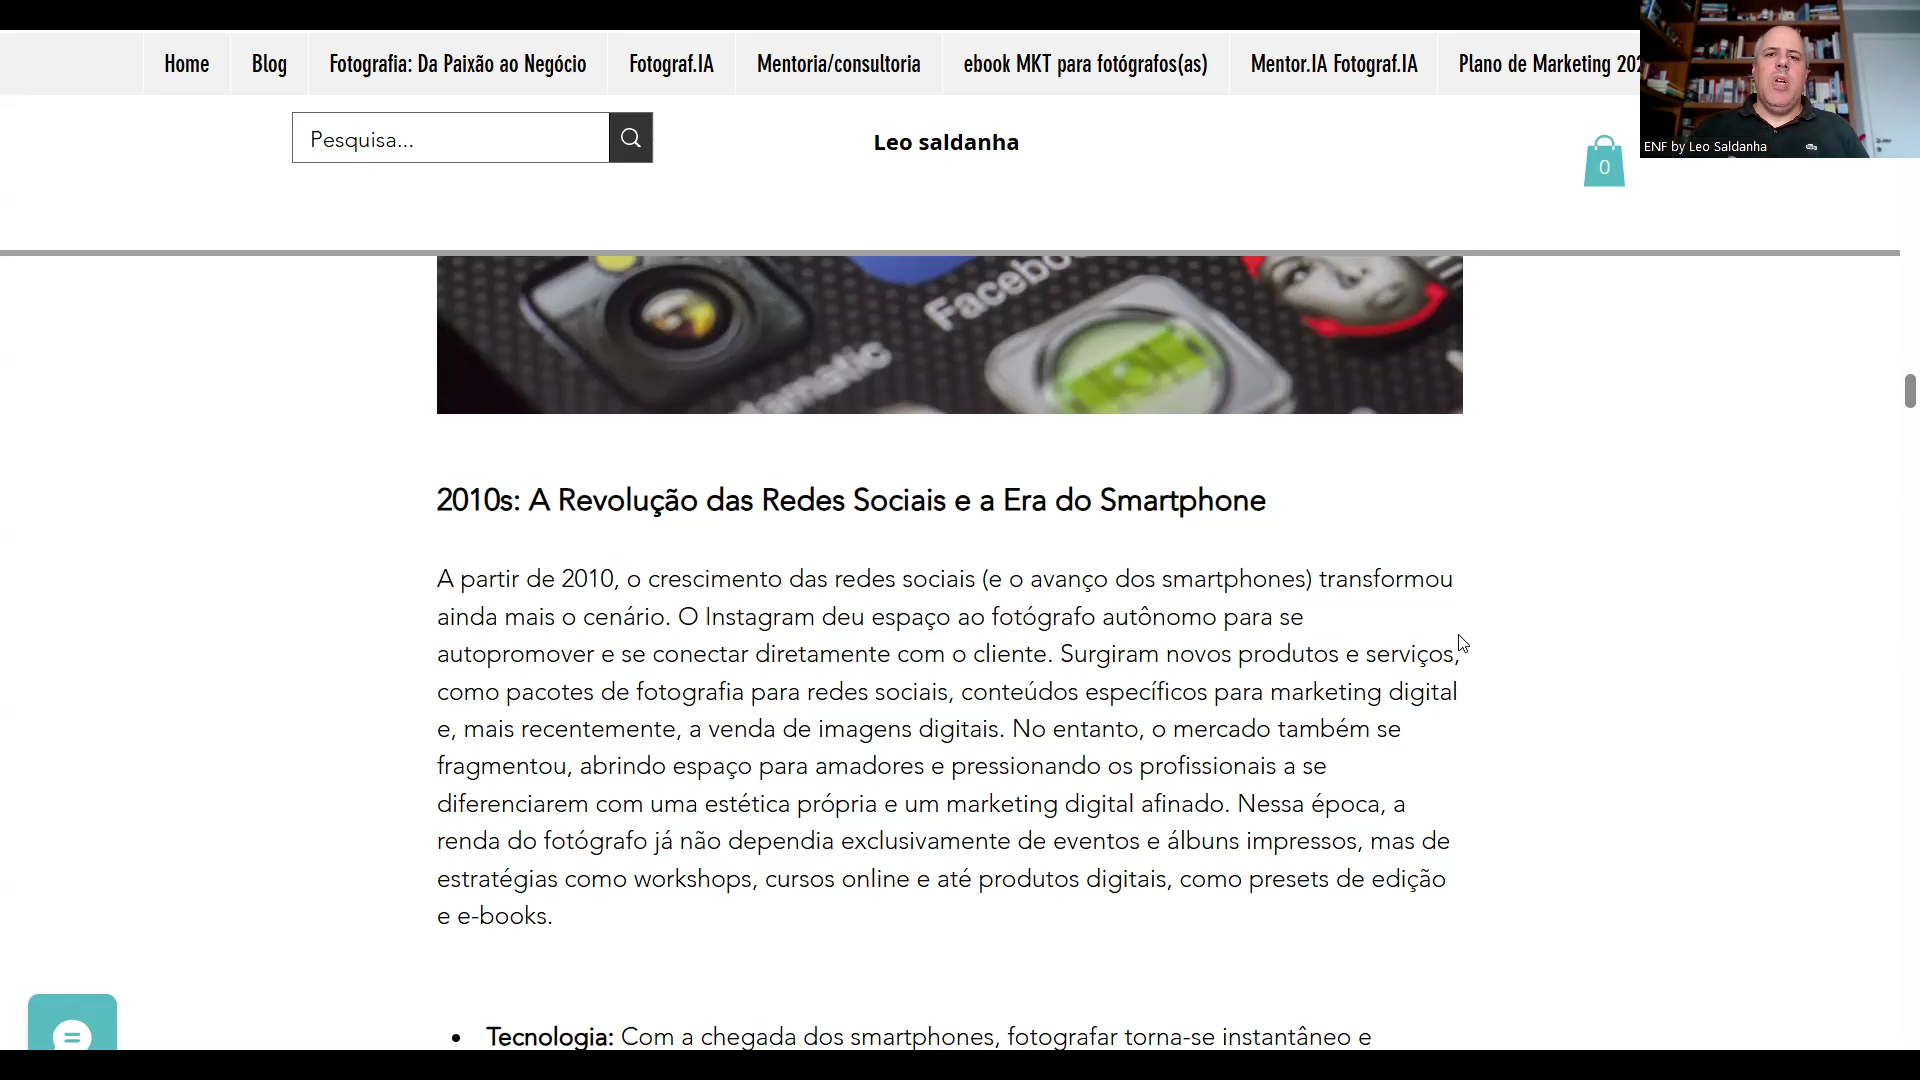 Home
Blog
Fotografia: Da Paixão ao Negócio
Fotograf.IA
Mentoria/consultoria
ebook MKT para fotógrafos(as)
Mentor.IA Fotograf.IA
Plano de Marketing 202
ENF by Leo Saldanha
Pesquisa...
Leo saldanha
0
Facebo
amatic
2010s: A Revolução das Redes Sociais e a Era do Smartphone
A partir de 2010, o crescimento das redes sociais (e o avanço dos smartphones) transformou
ainda mais o cenário. O Instagram deu espaço ao fotógrafo autônomo para se
autopromover e se conectar diretamente com o cliente. Surgiram novos produtos e serviços,
como pacotes de fotografia para redes sociais, conteúdos específicos para marketing digital
e, mais recentemente, a venda de imagens digitais. No entanto, o mercado também se
fragmentou, abrindo espaço para amadores e pressionando os profissionais a se
diferenciarem com uma estética própria e um marketing digital afinado. Nessa época, a
renda do fotógrafo já não dependia exclusivamente de eventos e álbuns impressos, mas de
estratégias como workshops, cursos online e até produtos digitais, como presets de edição
e e-books.
• Tecnologia: Com a chegada dos smartphones, fotografar torna-se instantâneo e